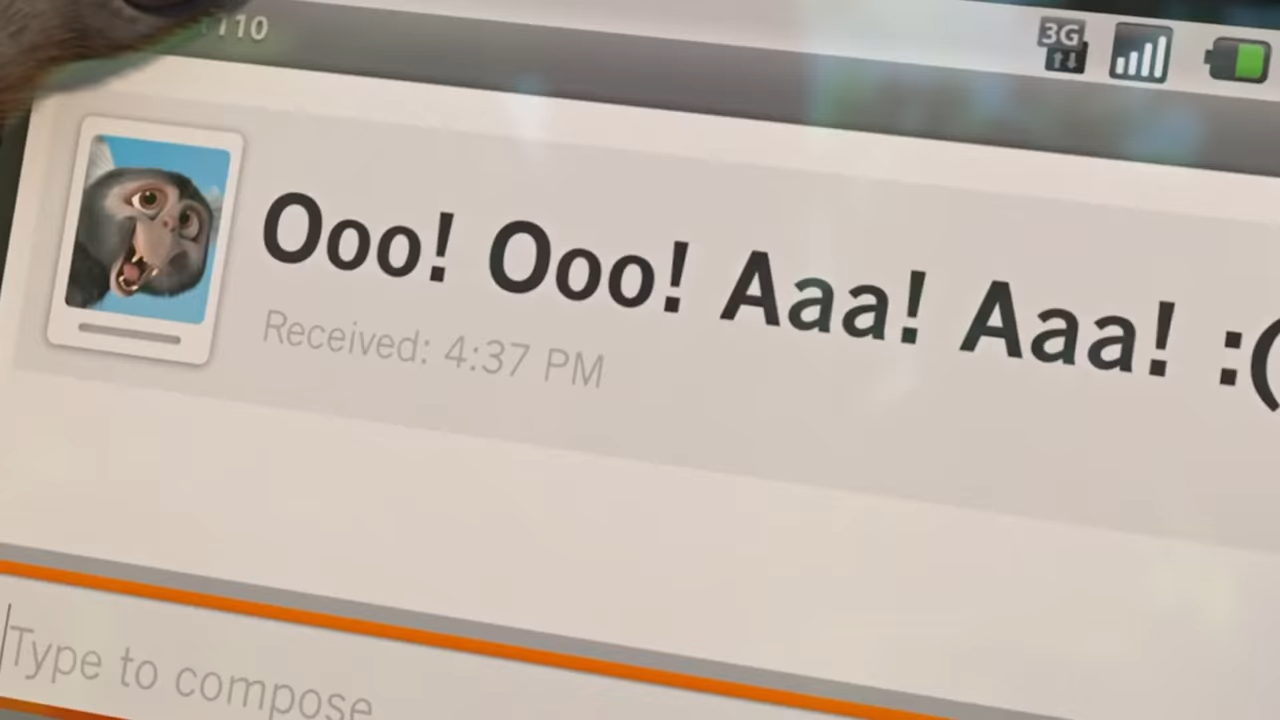 3G
Ooo! Ooo! Aaa! Aaa! :(
Received: 4:37 PM
Type to compose